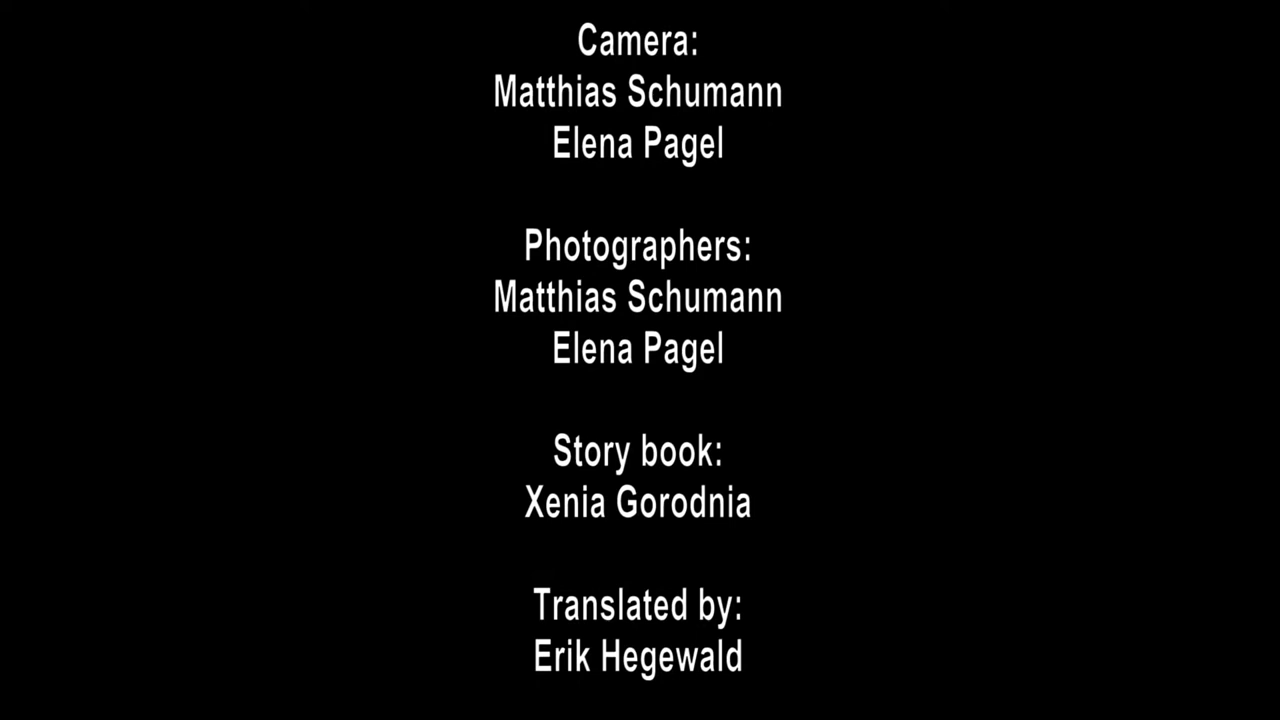 Camera:
Matthias Schumann
Elena Pagel
Photographers:
Matthias Schumann
Elena Pagel
Story book:
Xenia Gorodnia
Translated by:
Erik Hegewald